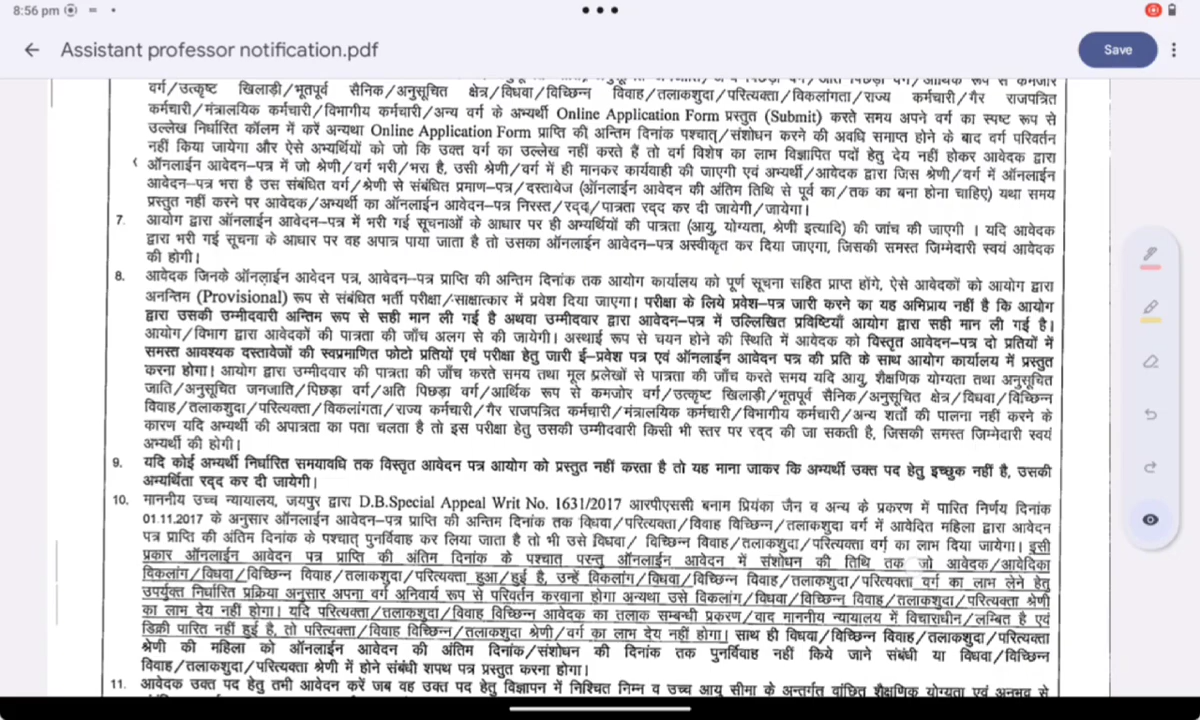 8:56 pm
Assistant professor notification.pdf
Save
वर्ग/उत्कृष्ट खिलाड़ी/भूतपूर्व सैनिक/अनुसूचित क्षेत्र/विधवा/विच्छिन्न विवाह/तलाकशुदा/परित्यक्ता/विकलांगता/राज्य कर्मचारी/गैर राजपत्रित
कर्मचारी/मंत्रालयिक कर्मचारी/विभागीय कर्मचारी/अन्य वर्ग के अभ्यर्थी Online Application Form प्रस्तुत (Submit) करते समय अपने वर्ग का स्पष्ट रूप से
उल्लेख निर्धारित कॉलम में करें अन्यथा Online Application Form प्राप्ति की अन्तिम दिनांक पश्चात्/संशोधन करने की अवधि समाप्त होने के बाद वर्ग परिवर्तन
नहीं किया जायेगा और ऐसे अभ्यर्थियों को जो कि उक्त वर्ग का उल्लेख नहीं करते हैं तो वर्ग विशेष का लाभ विज्ञापित पदों हेतु देय नहीं होकर आवेदक द्वारा
ऑनलाईन आवेदन-पत्र में जो श्रेणी/वर्ग भरी/भरा है, उसी श्रेणी/वर्ग में ही मानकर कार्यवाही की जाएगी एवं अभ्यर्थी/आवेदक द्वारा जिस श्रेणी/वर्ग में ऑनलाईन
आवेदन-पत्र भरा है उस संबंधित वर्ग/श्रेणी से संबंधित प्रमाण-पत्र/दस्तावेज (ऑनलाईन आवेदन की अंतिम तिथि से पूर्व का/तक का बना होना चाहिए) यथा समय
प्रस्तुत नहीं करने पर आवेदक/अभ्यर्थी का ऑनलाईन आवेदन-पत्र निरस्त/रद्द/पात्रता रद्द कर दी जायेगी/जायेगा।
7. आयोग द्वारा ऑनलाईन आवेदन-पत्र में भरी गई सूचनाओं के आधार पर ही अभ्यर्थियों की पात्रता (आयु, योग्यता, श्रेणी इत्यादि) की जांच की जाएगी । यदि आवेदक
द्वारा भरी गई सूचना के आधार पर वह अपात्र पाया जाता है तो उसका ऑनलाईन आवेदन-पत्र अस्वीकृत कर दिया जाएगा, जिसकी समस्त जिम्मेदारी स्वयं आवेदक
की होगी।
8. आवेदक जिनके ऑनलाईन आवेदन पत्र, आवेदन-पत्र प्राप्ति की अन्तिम दिनांक तक आयोग कार्यालय को पूर्ण सूचना सहित प्राप्त होंगे, ऐसे आवेदकों को आयोग द्वारा
अनन्तिम (Provisional) रूप से संबंधित भर्ती परीक्षा/साक्षात्कार में प्रवेश दिया जाएगा। परीक्षा के लिये प्रवेश-पत्र जारी करने का यह अभिप्राय नहीं है कि आयोग
द्वारा उसकी उम्मीदवारी अन्तिम रूप से सही मान ली गई है अथवा उम्मीदवार द्वारा आवेदन-पत्र में उल्लिखित प्रविष्टियाँ आयोग द्वारा सही मान ली गई है।
आयोग/विभाग द्वारा आवेदकों की पात्रता की जाँच अलग से की जायेगी। अस्थाई रूप से चयन होने की स्थिति में आवेदक को विस्तृत आवेदन-पत्र दो प्रतियों में
समस्त आवश्यक दस्तावेजों की स्वप्रमाणित फोटो प्रतियों एवं परीक्षा हेतु जारी ई-प्रवेश पत्र एवं ऑनलाईन आवेदन पत्र की प्रति के साथ आयोग कार्यालय में प्रस्तुत
करना होगा। आयोग द्वारा उम्मीदवार की पात्रता की जाँच करते समय तथा मूल प्रलेखों से पात्रता की जाँच करते समय यदि आयु, शैक्षणिक योग्यता तथा अनुसूचित
जाति/अनुसूचित जनजाति/पिछड़ा वर्ग/अति पिछड़ा वर्ग/आर्थिक रूप से कमजोर वर्ग/उत्कृष्ट खिलाड़ी/भूतपूर्व सैनिक/अनुसूचित क्षेत्र/विधवा/विच्छिन्न
विवाह/तलाकशुदा/परित्यक्ता/विकलांगता/राज्य कर्मचारी/गैर राजपत्रित कर्मचारी/मंत्रालयिक कर्मचारी/विभागीय कर्मचारी/अन्य शर्तों की पालना नहीं करने के
कारण यदि अभ्यर्थी की अपात्रता का पता चलता है तो इस परीक्षा हेतु उसकी उम्मीदवारी किसी भी स्तर पर रद्द की जा सकती है, जिसकी समस्त जिम्मेदारी स्वयं
अभ्यर्थी की होगी।
9. यदि कोई अभ्यर्थी निर्धारित समयावधि तक विस्तृत आवेदन पत्र आयोग को प्रस्तुत नहीं करता है तो यह माना जाकर कि अभ्यर्थी उक्त पद हेतु इच्छुक नहीं है, उसकी
अभ्यर्थिता रद्द कर दी जायेगी।
10. माननीय उच्च न्यायालय, जयपुर द्वारा D.B.Special Appeal Writ No. 1631/2017 आरपीएससी बनाम प्रियंका जैन व अन्य के प्रकरण में पारित निर्णय दिनांक
01.11.2017 के अनुसार ऑनलाईन आवेदन-पत्र प्राप्ति की अन्तिम दिनांक तक विधवा/परित्यक्ता/विवाह विच्छिन्न/तलाकशुदा वर्ग में आवेदित महिला द्वारा आवेदन
पत्र प्राप्ति की अंतिम दिनांक के पश्चात् पुनर्विवाह कर लिया जाता है तो भी उसे विधवा/ विच्छिन्न विवाह/तलाकशुदा/परित्यक्ता वर्ग का लाभ दिया जायेगा। इसी
प्रकार ऑनलाईन आवेदन पत्र प्राप्ति की अंतिम दिनांक के पश्चात् परन्तु ऑनलाईन आवेदन में संशोधन की तिथि तक जो आवेदक/आवेदिका
विकलांग/विधवा/विच्छिन्न विवाह/तलाकशुदा/परित्यक्ता हुआ/हुई है, उन्हें विकलांग/विधवा/विच्छिन्न विवाह/तलाकशुदा/परित्यक्ता वर्ग का लाभ लेने हेतु
उपर्युक्त निर्धारित प्रक्रिया अनुसार अपना वर्ग अनिवार्य रूप से परिवर्तन करवाना होगा अन्यथा उसे विकलांग/विधवा/विच्छिन्न विवाह/तलाकशुदा/परित्यक्ता श्रेणी
का लाभ देय नहीं होगा। यदि परित्यक्ता/तलाकशुदा/विवाह विच्छिन्न आवेदक का तलाक सम्बन्धी प्रकरण/वाद माननीय न्यायालय में विचाराधीन/लम्बित है एवं
डिक्री पारित नहीं हुई है, तो परित्यक्ता/विवाह विच्छिन्न/तलाकशुदा श्रेणी/वर्ग का लाभ देय नहीं होगा। साथ ही विधवा/विच्छिन्न विवाह/तलाकशुदा/परित्यक्ता
श्रेणी की महिला को ऑनलाईन आवेदन की अंतिम दिनांक/संशोधन की दिनांक तक पुनर्विवाह नहीं किये जाने संबंधी या विधवा/विच्छिन्न
विवाह/तलाकशुदा/परित्यक्ता श्रेणी में होने संबंधी शपथ पत्र प्रस्तुत करना होगा।
11. आवेदक उक्त पद हेतु तभी आवेदन करें जब वह उक्त पद हेतु विज्ञापन में निश्चित निम्न व उच्च आयु सीमा के अन्तर्गत वांछित शैक्षणिक योग्यता एवं अनुभव से